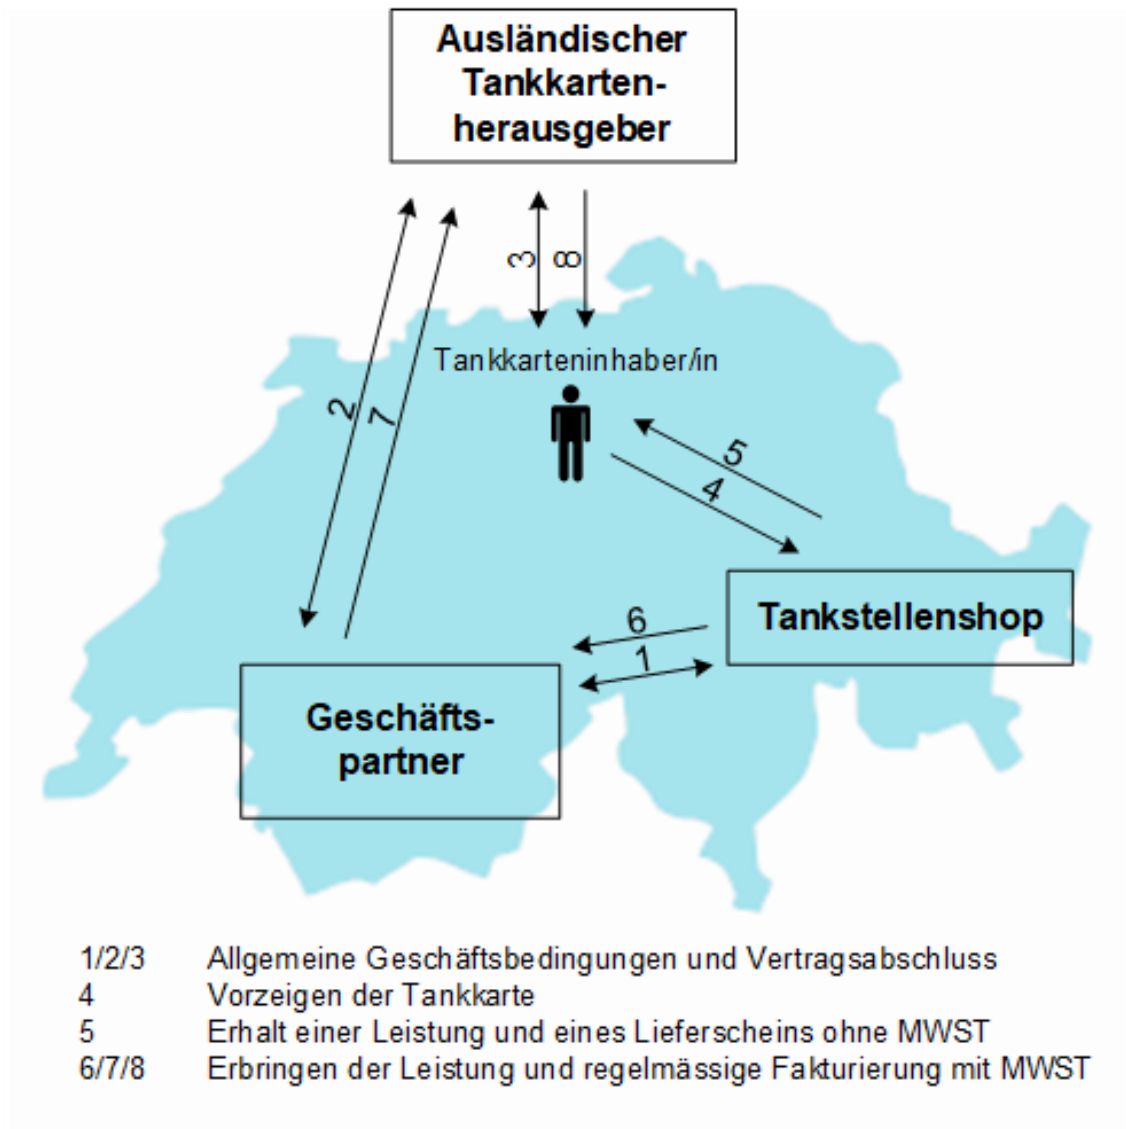 Ausländischer
Tankkarten-
herausgeber
3
8
Tankkarteninhaber/in
2
7
5
4
6
1
Tankstellenshop
Geschäfts-
partner
1/2/3 Allgemeine Geschäftsbedingungen und Vertragsabschluss
4 Vorzeigen der Tankkarte
5 Erhalt einer Leistung und eines Lieferscheins ohne MWST
6/7/8 Erbringen der Leistung und regelmässige Fakturierung mit MWST